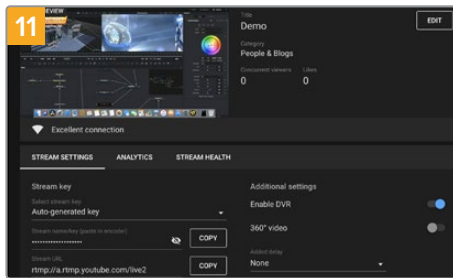 11
Title
Demo
EDIT
Category
People & Blogs
Concurrent viewers Likes
0 0
Excellent connection
STREAM SETTINGS ANALYTICS STREAM HEALTH
Stream key
Additional settings
Select stream key
Auto-generated key
Enable DVR
Stream name/key (paste in encoder)
360° video
COPY
Stream URL
Added delay
rtmp://a.rtmp.youtube.com/live2
COPY
None